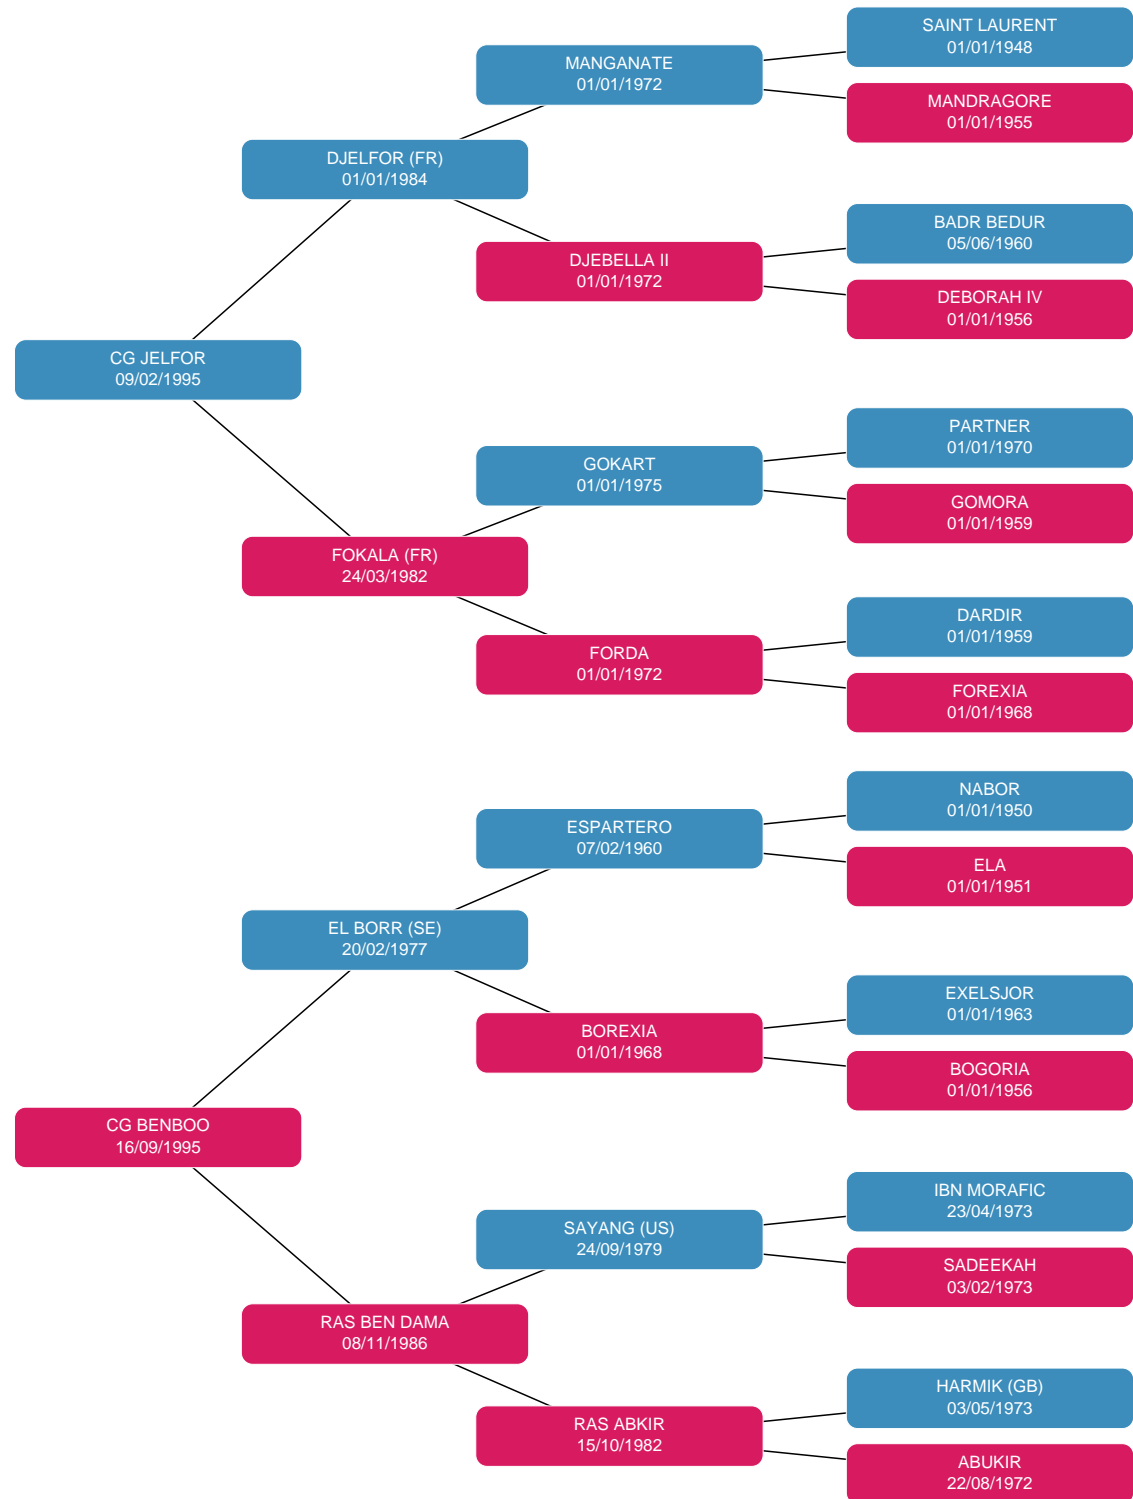 SAINT LAURENT
01/01/1948
MANGANATE
01/01/1972
MANDRAGORE
01/01/1955
DJELFOR (FR)
01/01/1984
BADR BEDUR
05/06/1960
DJEBELLA II
01/01/1972
DEBORAH IV
01/01/1956
CG JELFOR
09/02/1995
PARTNER
01/01/1970
GOKART
01/01/1975
GOMORA
01/01/1959
FOKALA (FR)
24/03/1982
DARDIR
01/01/1959
FORDA
01/01/1972
FOREXIA
01/01/1968
NABOR
01/01/1950
ESPARTERO
07/02/1960
ELA
01/01/1951
EL BORR (SE)
20/02/1977
EXELSJOR
01/01/1963
BOREXIA
01/01/1968
BOGORIA
01/01/1956
CG BENBOO
16/09/1995
IBN MORAFIC
23/04/1973
SAYANG (US)
24/09/1979
SADEEKAH
03/02/1973
RAS BEN DAMA
08/11/1986
HARMIK (GB)
03/05/1973
RAS ABKIR
15/10/1982
ABUKIR
22/08/1972